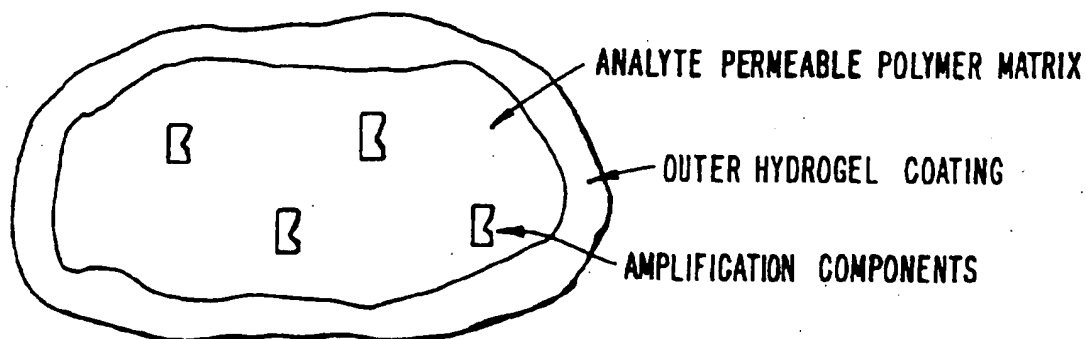 ANALYTE PERMEABLE POLYMER MATRIX
OUTER HYDROGEL COATING
AMPLIFICATION COMPONENTS